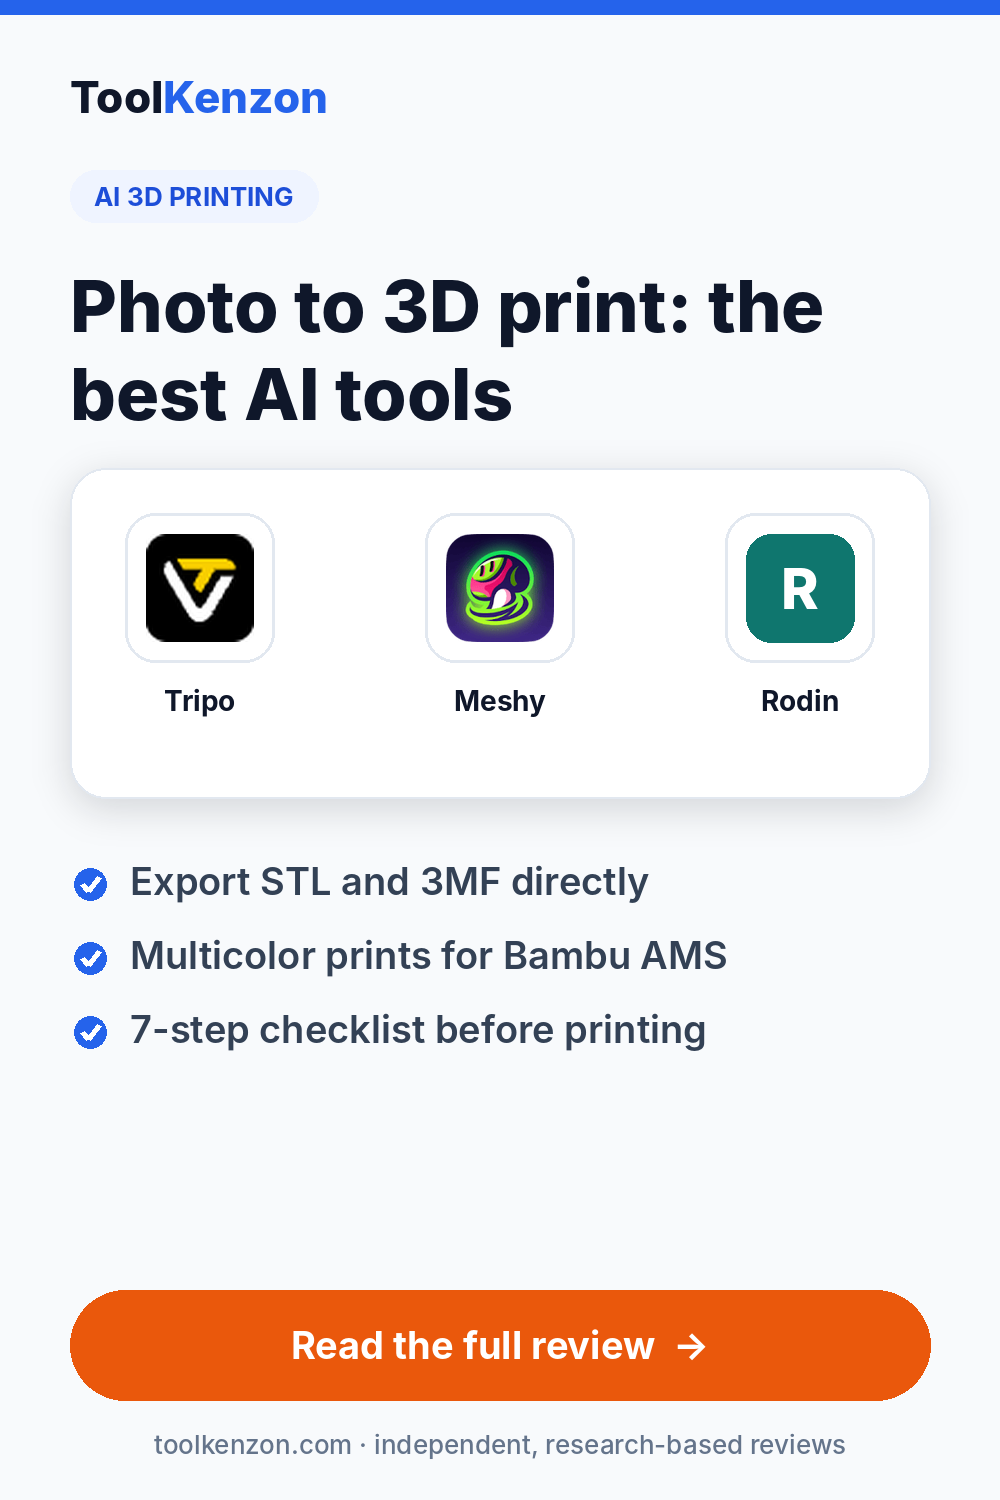 ToolKenzon
AI 3D PRINTING
Photo to 3D print: the
best AI tools
R
Tripo
Meshy
Rodin
Export STL and 3MF directly
Multicolor prints for Bambu AMS
7-step checklist before printing
Read the full review →
toolkenzon.com · independent, research-based reviews